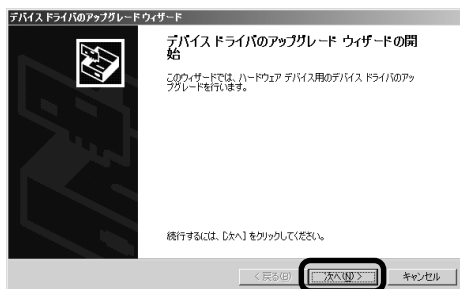 デバイス ドライバのアップグレード ウィザード
デバイス ドライバのアップグレード ウィザードの開
始
このウィザードでは、ハードウェア デバイス用のデバイス ドライバのアッ
プグレードを行います。
続行するには、[次へ] をクリックしてください。
< 戻る(B)
次へ(N) >
キャンセル